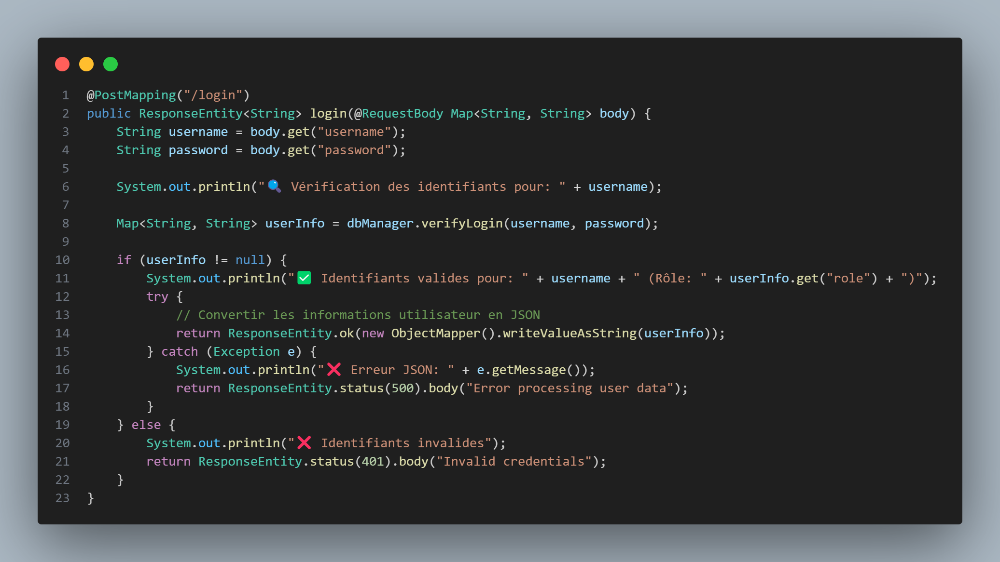 1 @PostMapping("/login")
2 public ResponseEntity<String> login(@RequestBody Map<String, String> body) {
3     String username = body.get("username");
4     String password = body.get("password");
5
6     System.out.println("🔍 Vérification des identifiants pour: " + username);
7
8     Map<String, String> userInfo = dbManager.verifyLogin(username, password);
9
10     if (userInfo != null) {
11         System.out.println("✅ Identifiants valides pour: " + username + " (Rôle: " + userInfo.get("role") + ")");
12         try {
13             // Convertir les informations utilisateur en JSON
14             return ResponseEntity.ok(new ObjectMapper().writeValueAsString(userInfo));
15         } catch (Exception e) {
16             System.out.println("❌ Erreur JSON: " + e.getMessage());
17             return ResponseEntity.status(500).body("Error processing user data");
18         }
19     } else {
20         System.out.println("❌ Identifiants invalides");
21         return ResponseEntity.status(401).body("Invalid credentials");
22     }
23 }